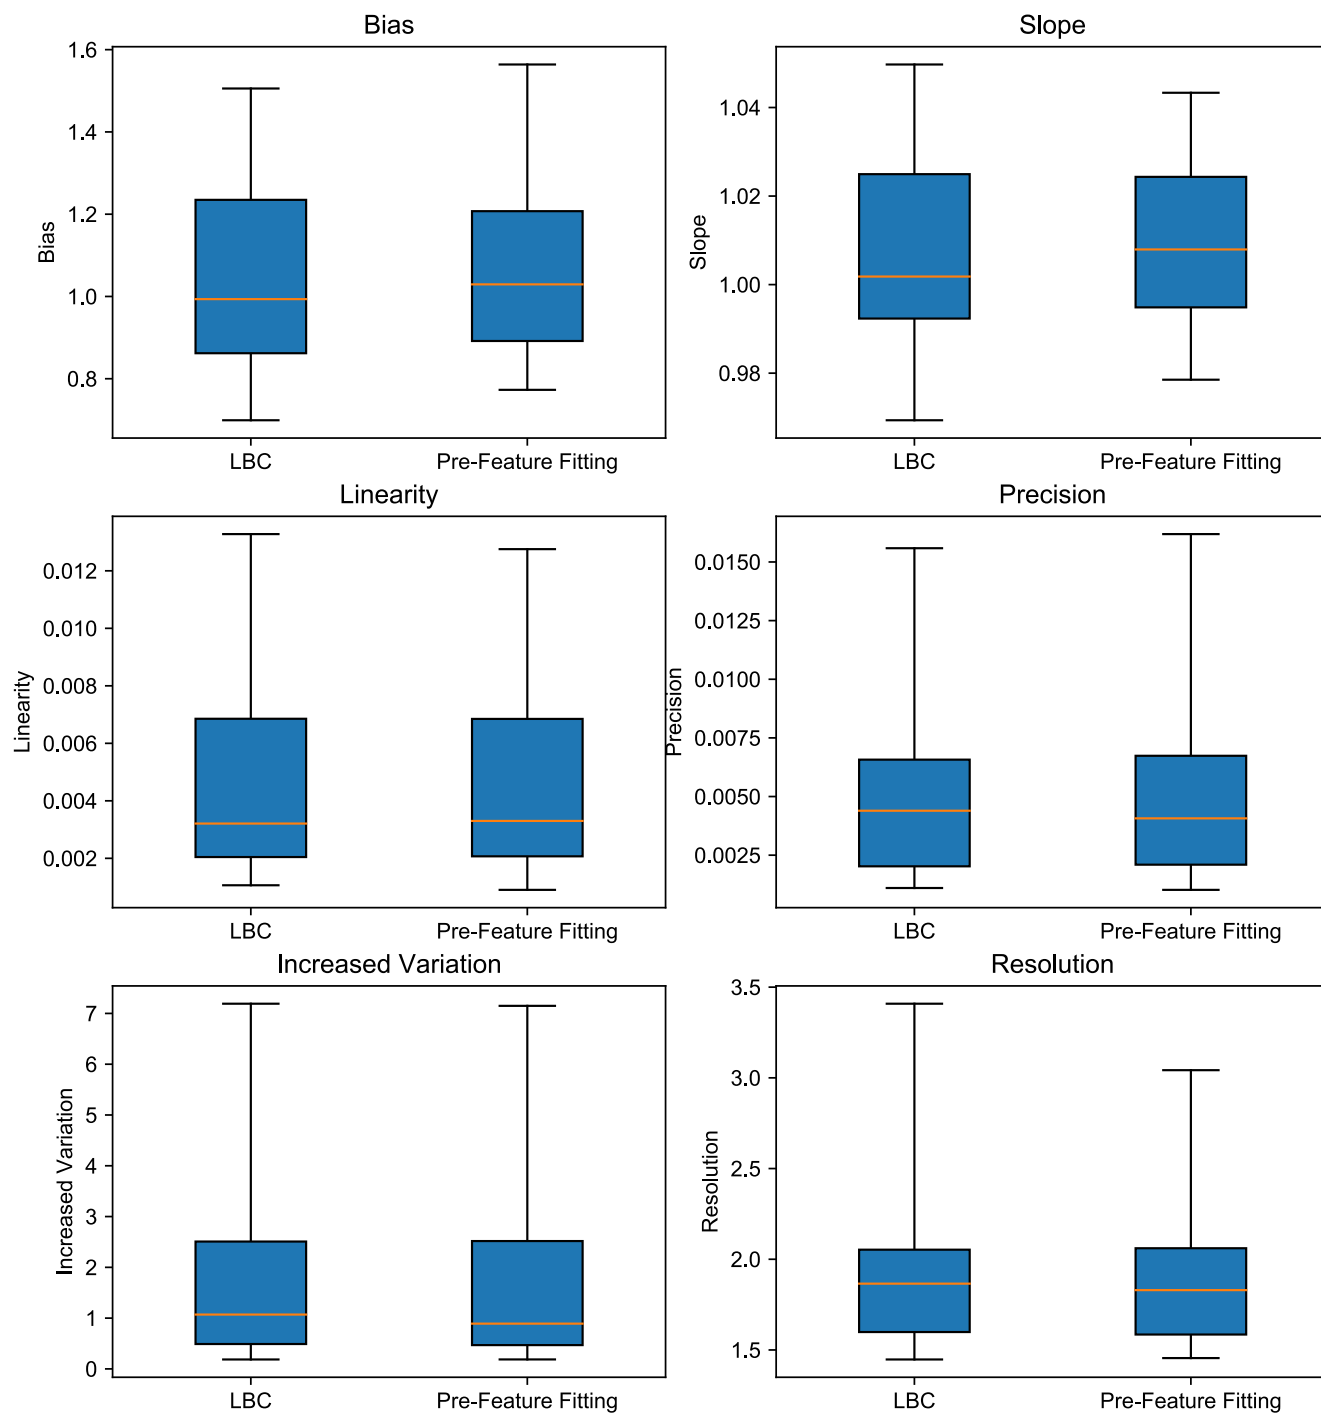 Bias
Bias
1.6
1.4
1.2
1.0
0.8
LBC
Pre-Feature Fitting
Slope
Slope
1.04
1.02
1.00
0.98
LBC
Pre-Feature Fitting
Linearity
Linearity
0.012
0.010
0.008
0.006
0.004
0.002
LBC
Pre-Feature Fitting
Precision
Precision
0.0150
0.0125
0.0100
0.0075
0.0050
0.0025
LBC
Pre-Feature Fitting
Increased Variation
Increased Variation
7
6
5
4
3
2
1
0
LBC
Pre-Feature Fitting
Resolution
Resolution
3.5
3.0
2.5
2.0
1.5
LBC
Pre-Feature Fitting